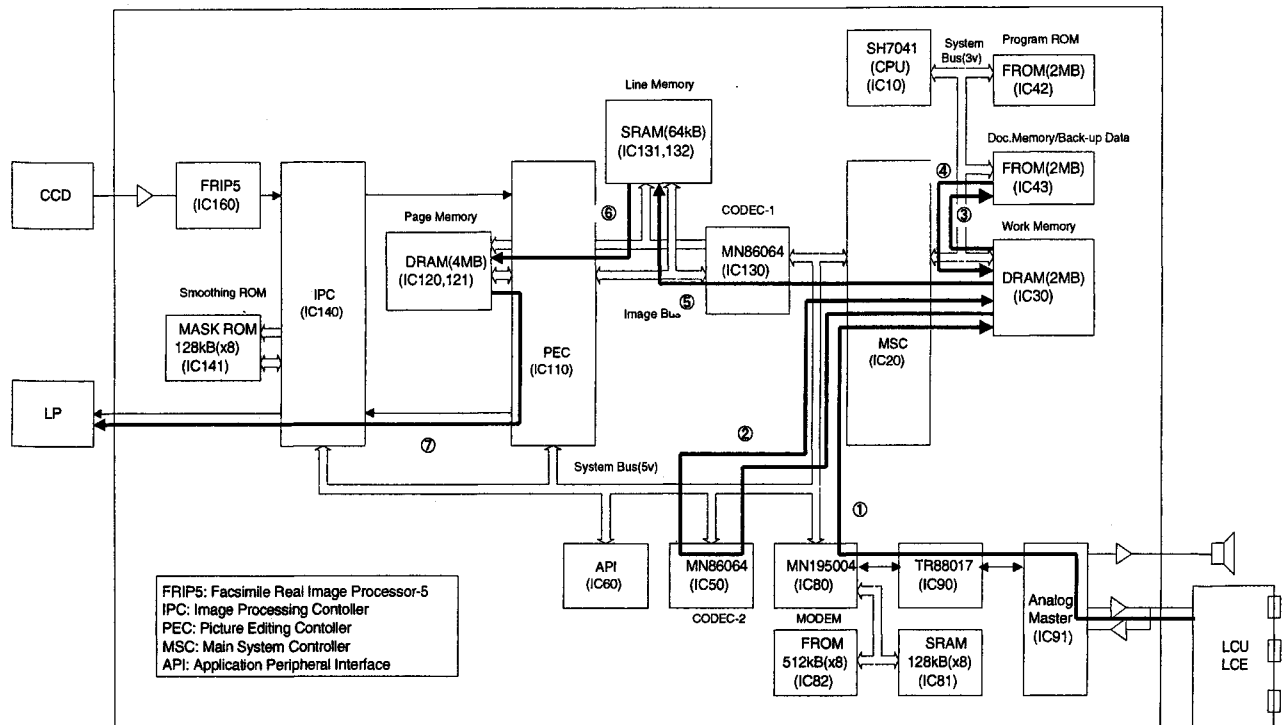 SH7041
(CPU)
(IC10)
System
Bus(3v)
Program ROM
FROM(2MB)
(IC42)
Line Memory
SRAM(64kB)
(IC131,132)
Doc.Memory/Back-up Data
FROM(2MB)
(IC43)
④
③
CCD
FRIP5
(IC160)
⑥
Page Memory
DRAM(4MB)
(IC120,121)
CODEC-1
MN86064
(IC130)
Work Memory
DRAM(2MB)
(IC30)
⑤
Image Bus
Smoothing ROM
MASK ROM
128kB(x8)
(IC141)
IPC
(IC140)
PEC
(IC110)
MSC
(IC20)
LP
⑦
②
System Bus(5v)
①
API
(IC60)
MN86064
(IC50)
CODEC-2
MN195004
(IC80)
MODEM
TR88017
(IC90)
Analog
Master
(IC91)
FROM
512kB(x8)
(IC82)
SRAM
128kB(x8)
(IC81)
LCU
LCE
FRIP5: Facsimile Real Image Processor-5
IPC: Image Processing Contoller
PEC: Picture Editing Contoller
MSC: Main System Controller
API: Application Peripheral Interface